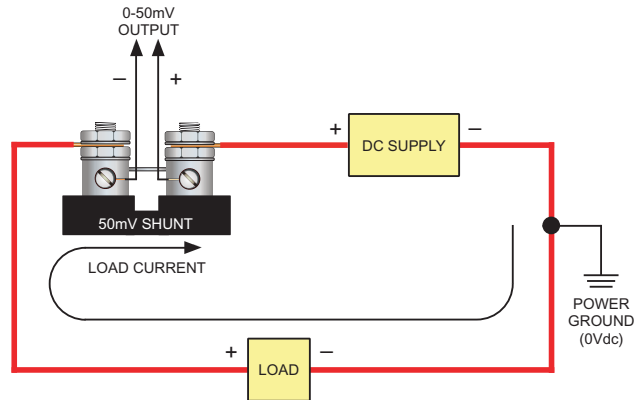 0-50mV
OUTPUT
– +
+ DC SUPPLY –
50mV SHUNT
LOAD CURRENT
POWER
GROUND
(0Vdc)
+ LOAD –